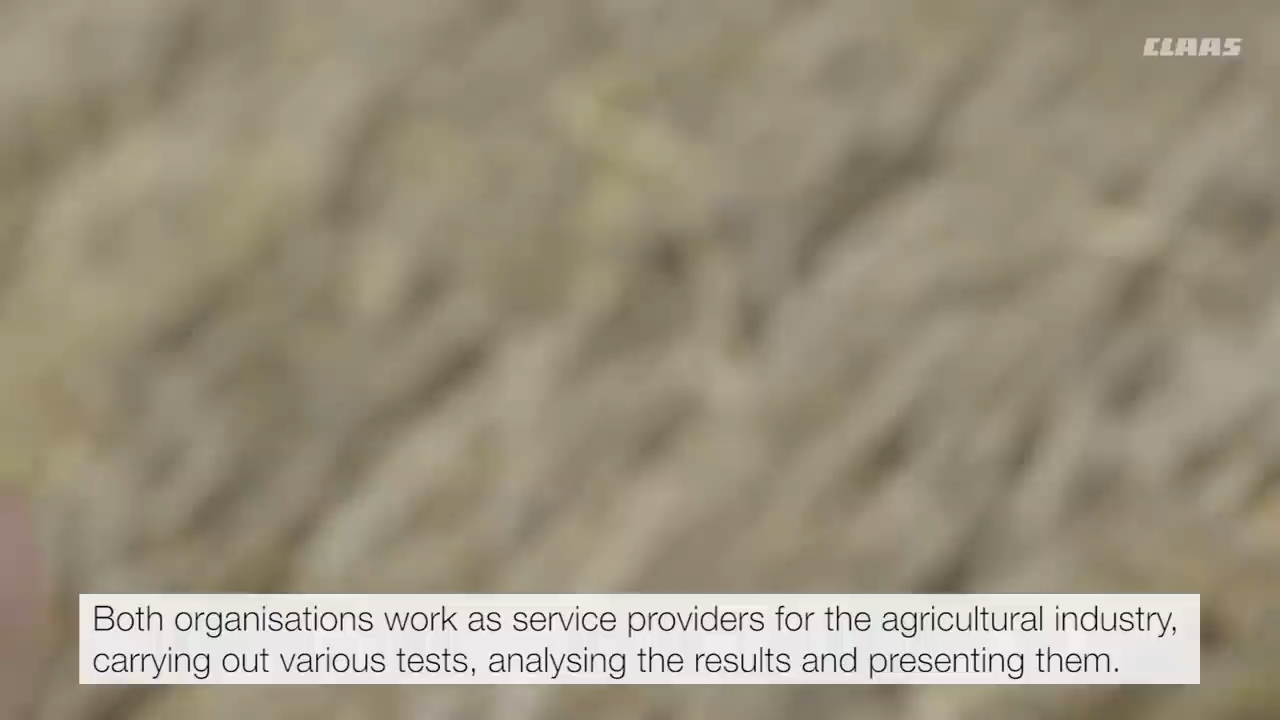 CLAAS
Both organisations work as service providers for the agricultural industry,
carrying out various tests, analysing the results and presenting them.